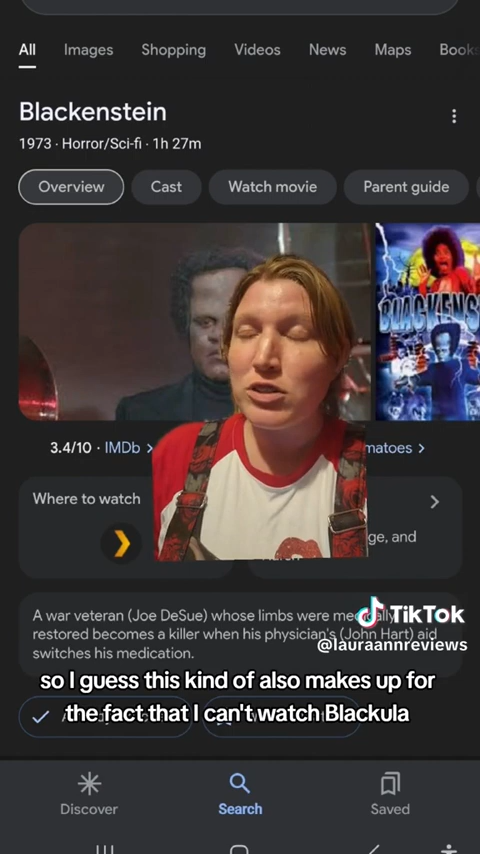 All Images Shopping Videos News Maps Books
Blackenstein
1973 · Horror/Sci-fi · 1h 27m
Overview Cast Watch movie Parent guide
BLACKENS
3.4/10 · IMDb matoes
Where to watch
ge, and
A war veteran (Joe DeSue) whose limbs were medically
restored becomes a killer when his physician's (John Hart) aid
switches his medication.
TikTok
@lauraannreviews
so I guess this kind of also makes up for
the fact that I can't watch Blackula
Discover Search Saved